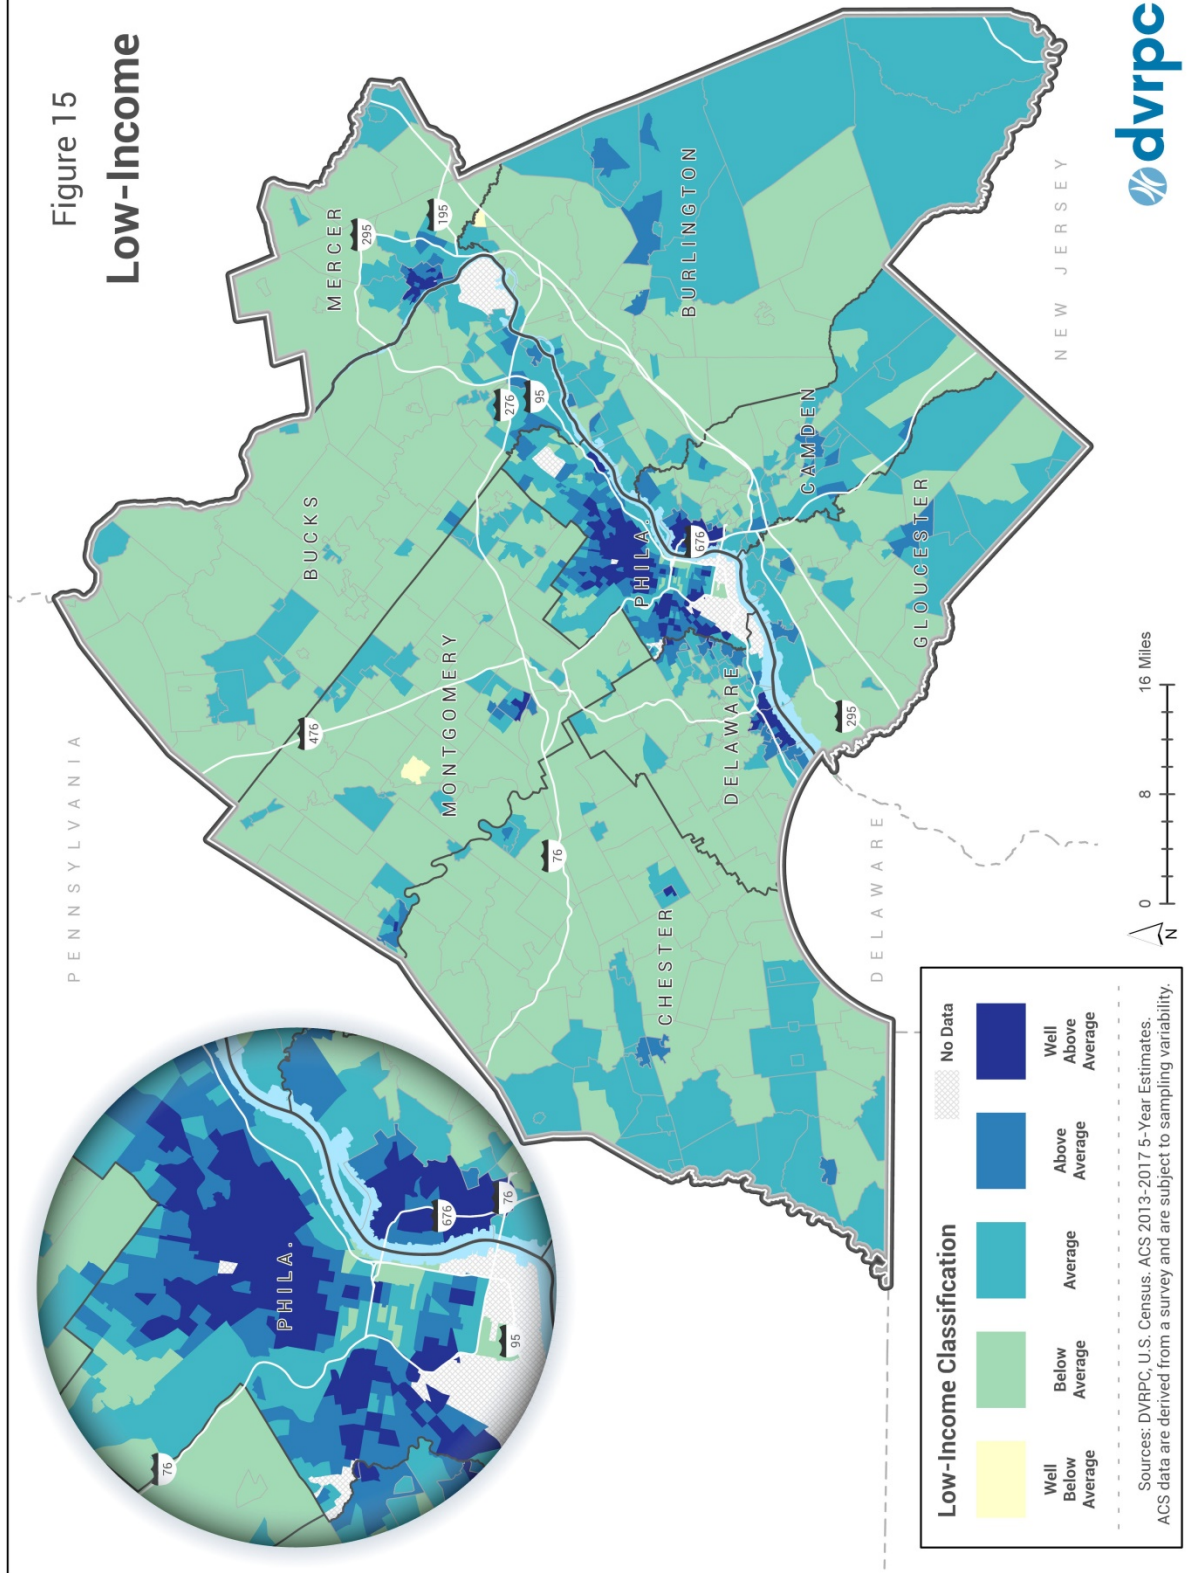 Figure 15
Low-Income
PENNSYLVANIA
BUCKS
MERCER
MONTGOMERY
CHESTER
DELAWARE
PHILA.
BURLINGTON
CAMDEN
GLOUCESTER
NEW JERSEY
DELAWARE
476
276
95
295
195
76
676
295
PHILA.
76
676
76
95
Low-Income Classification
No Data
Well
Below
Average
Below
Average
Average
Above
Average
Well
Above
Average
Sources: DVRPC, U.S. Census. ACS 2013-2017 5-Year Estimates.
ACS data are derived from a survey and are subject to sampling variability.
N
0 8 16 Miles
dvrpc